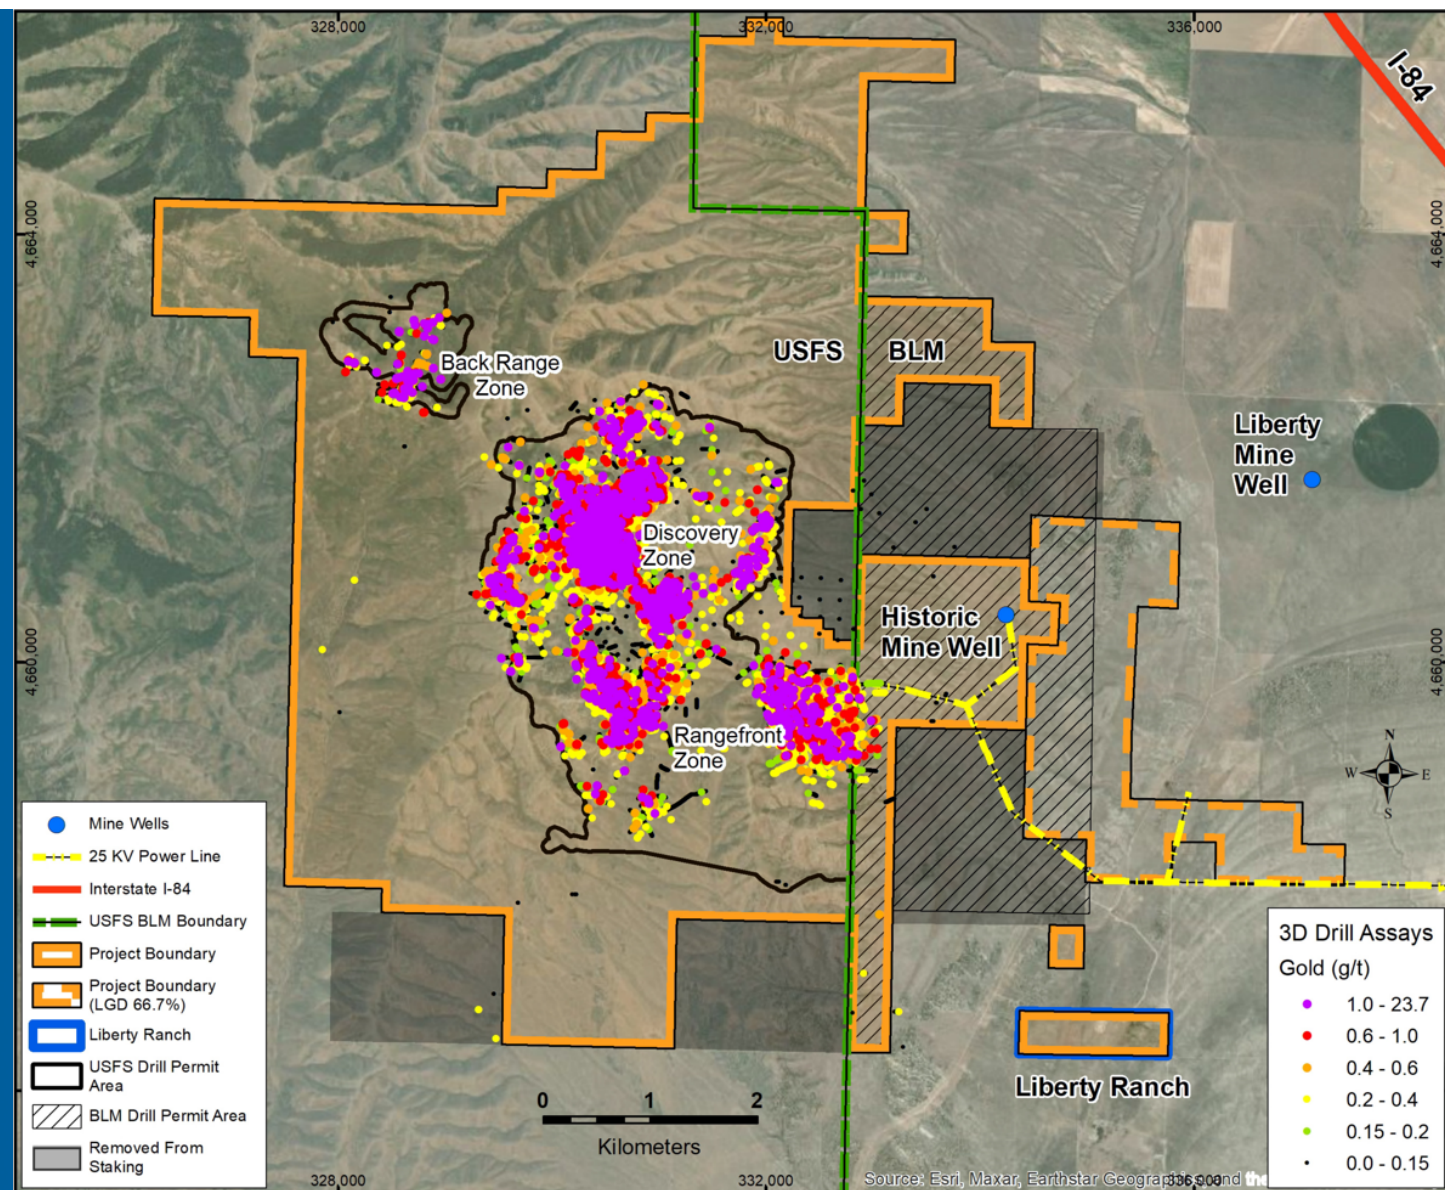 328,000
332,000
336,000
I-84
4,664,000
4,664,000
USFS
BLM
Back Range
Zone
Liberty
Mine
Well
Discovery
Zone
Historic
Mine Well
4,660,000
4,660,000
Rangefront
Zone
N
W
E
S
Mine Wells
25 KV Power Line
Interstate I-84
USFS BLM Boundary
Project Boundary
Project Boundary
(LGD 66.7%)
Liberty Ranch
USFS Drill Permit
Area
BLM Drill Permit Area
Removed From
Staking
3D Drill Assays
Gold (g/t)
1.0 - 23.7
0.6 - 1.0
0.4 - 0.6
0.2 - 0.4
0.15 - 0.2
0.0 - 0.15
Liberty Ranch
0 1 2
Kilometers
Source: Esri, Maxar, Earthstar Geographics, and the
328,000
332,000
336,000